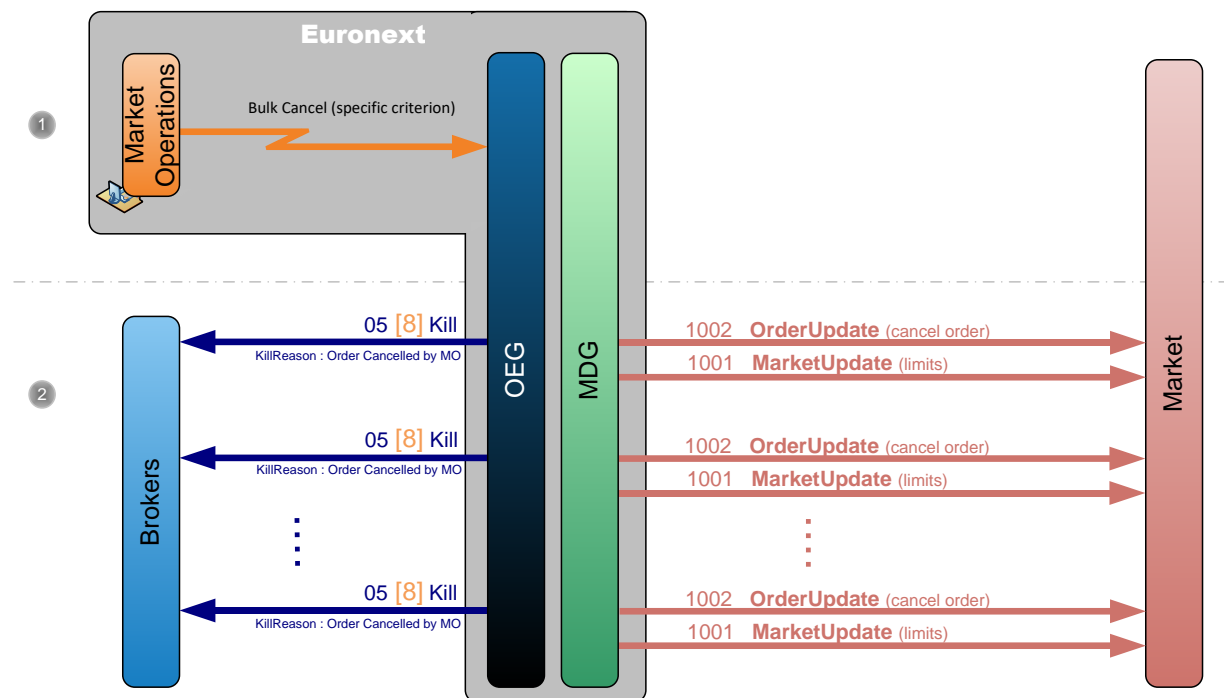 Euronext
1
Market
Operations
Bulk Cancel (specific criterion)
OEG
MDG
Market
2
Brokers
05 [8] Kill
KillReason : Order Cancelled by MO
1002 OrderUpdate (cancel order)
1001 MarketUpdate (limits)
05 [8] Kill
KillReason : Order Cancelled by MO
1002 OrderUpdate (cancel order)
1001 MarketUpdate (limits)
05 [8] Kill
KillReason : Order Cancelled by MO
1002 OrderUpdate (cancel order)
1001 MarketUpdate (limits)